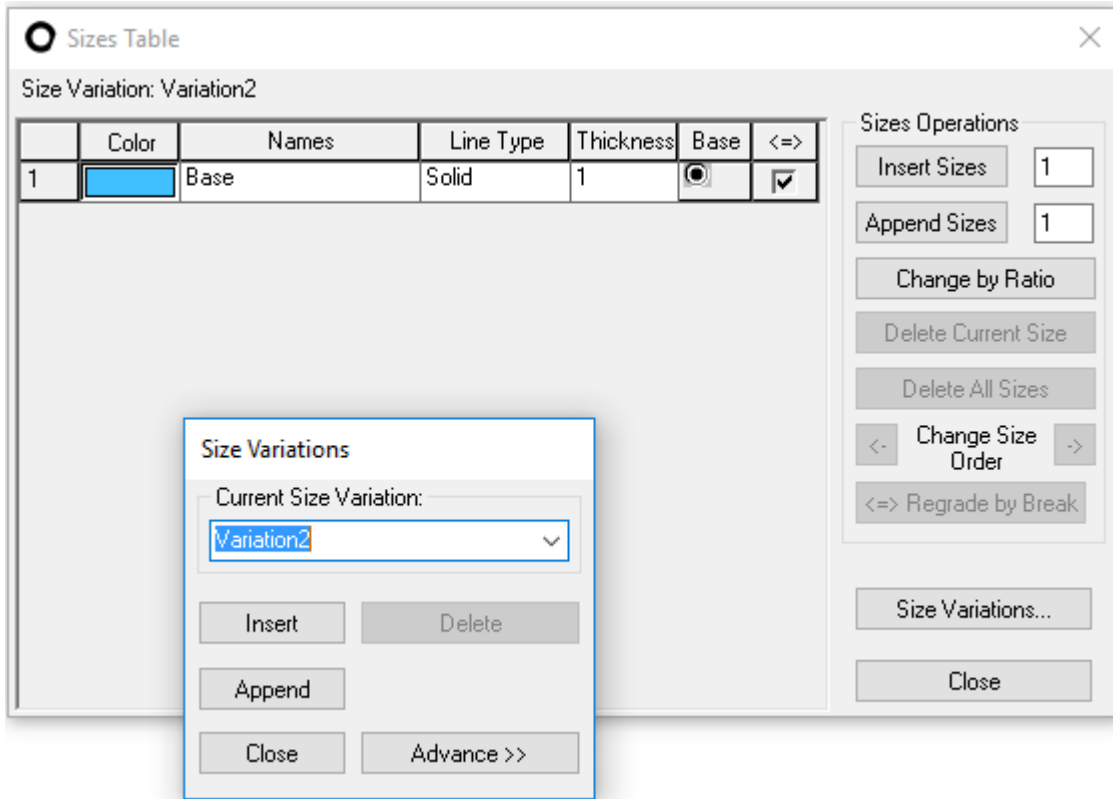 Sizes Table
Size Variation: Variation2
Color Names Line Type Thickness Base <=>
1 Base Solid 1
Sizes Operations
Insert Sizes 1
Append Sizes 1
Change by Ratio
Delete Current Size
Delete All Sizes
<- Change Size Order ->
<=> Regrade by Break
Size Variations...
Close
Size Variations
Current Size Variation:
Variation2
Insert Delete
Append
Close Advance >>